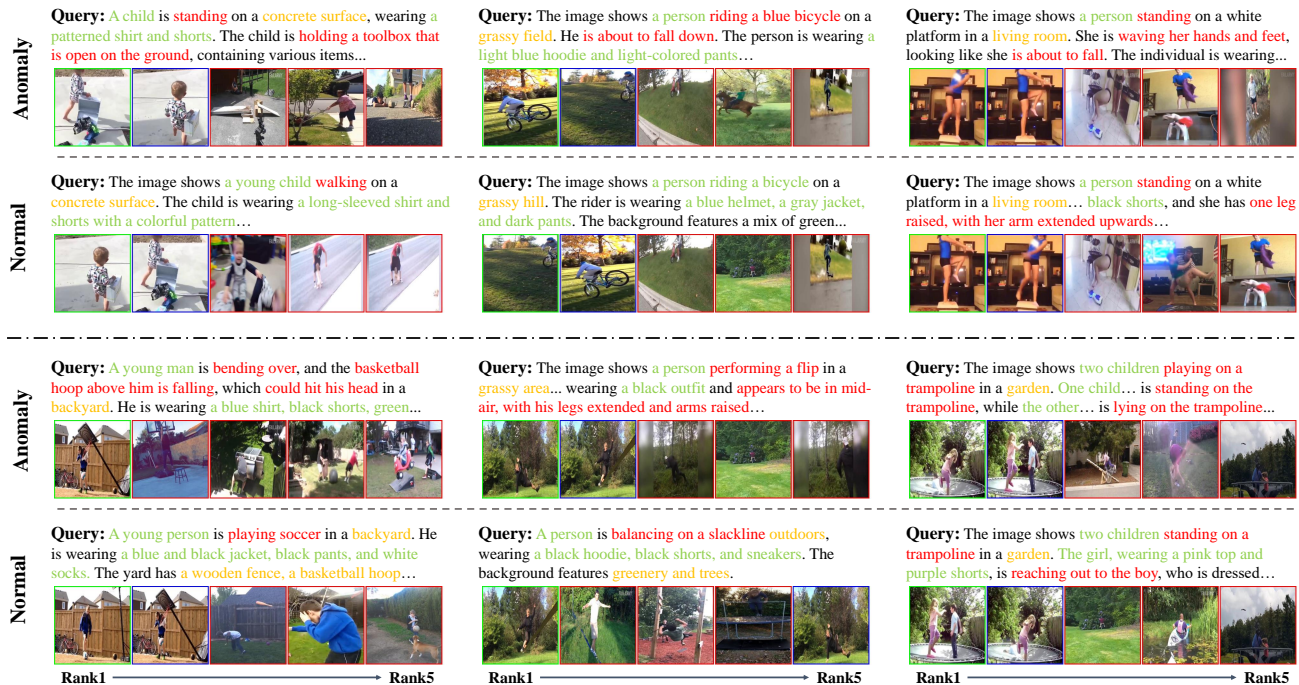 Anomaly
Query: A child is standing on a concrete surface, wearing a
patterned shirt and shorts. The child is holding a toolbox that
is open on the ground, containing various items...
Query: The image shows a person riding a blue bicycle on a
grassy field. He is about to fall down. The person is wearing a
light blue hoodie and light-colored pants…
Query: The image shows a person standing on a white
platform in a living room. She is waving her hands and feet,
looking like she is about to fall. The individual is wearing...
Normal
Query: The image shows a young child walking on a
concrete surface. The child is wearing a long-sleeved shirt and
shorts with a colorful pattern…
Query: The image shows a person riding a bicycle on a
grassy hill. The rider is wearing a blue helmet, a gray jacket,
and dark pants. The background features a mix of green...
Query: The image shows a person standing on a white
platform in a living room… black shorts, and she has one leg
raised, with her arm extended upwards…
Anomaly
Query: A young man is bending over, and the basketball
hoop above him is falling, which could hit his head in a
backyard. He is wearing a blue shirt, black shorts, green...
Query: The image shows a person performing a flip in a
grassy area... wearing a black outfit and appears to be in mid-
air, with his legs extended and arms raised…
Query: The image shows two children playing on a
trampoline in a garden. One child… is standing on the
trampoline, while the other… is lying on the trampoline...
Normal
Query: A young person is playing soccer in a backyard. He
is wearing a blue and black jacket, black pants, and white
socks. The yard has a wooden fence, a basketball hoop…
Query: A person is balancing on a slackline outdoors,
wearing a black hoodie, black shorts, and sneakers. The
background features greenery and trees.
Query: The image shows two children standing on a
trampoline in a garden. The girl, wearing a pink top and
purple shorts, is reaching out to the boy, who is dressed…
Rank1 Rank5
Rank1 Rank5
Rank1 Rank5